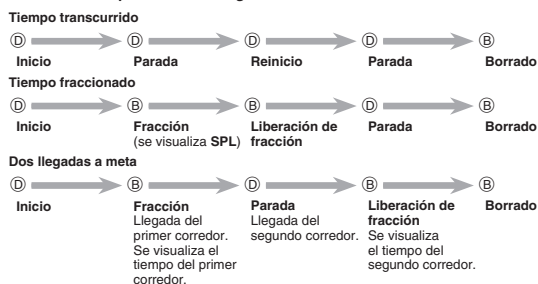 Tiempo transcurrido
Ⓓ Ⓓ Ⓓ Ⓓ Ⓑ
Inicio Parada Reinicio Parada Borrado
Tiempo fraccionado
Ⓓ Ⓑ Ⓑ Ⓓ Ⓑ
Inicio Fracción Liberación de Parada Borrado
(se visualiza SPL) fracción
Dos llegadas a meta
Ⓓ Ⓑ Ⓓ Ⓑ Ⓑ
Inicio Fracción Parada Liberación de Borrado
Llegada del Llegada del fracción
primer corredor. segundo corredor. Se visualiza
Se visualiza el el tiempo del
tiempo del primer segundo corredor.
corredor.